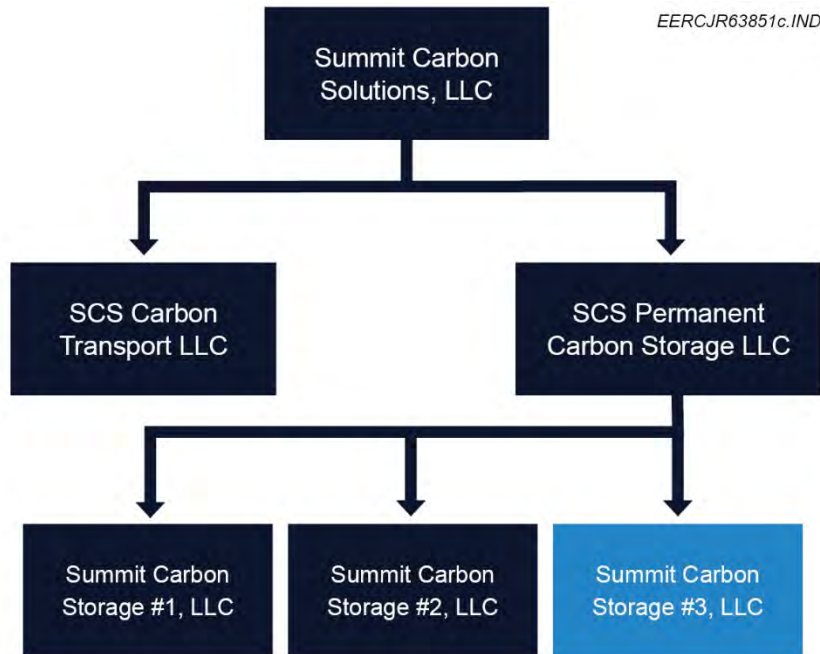 EERCJR63851c.IND
Summit Carbon
Solutions, LLC
SCS Carbon
Transport LLC
SCS Permanent
Carbon Storage LLC
Summit Carbon
Storage #1, LLC
Summit Carbon
Storage #2, LLC
Summit Carbon
Storage #3, LLC